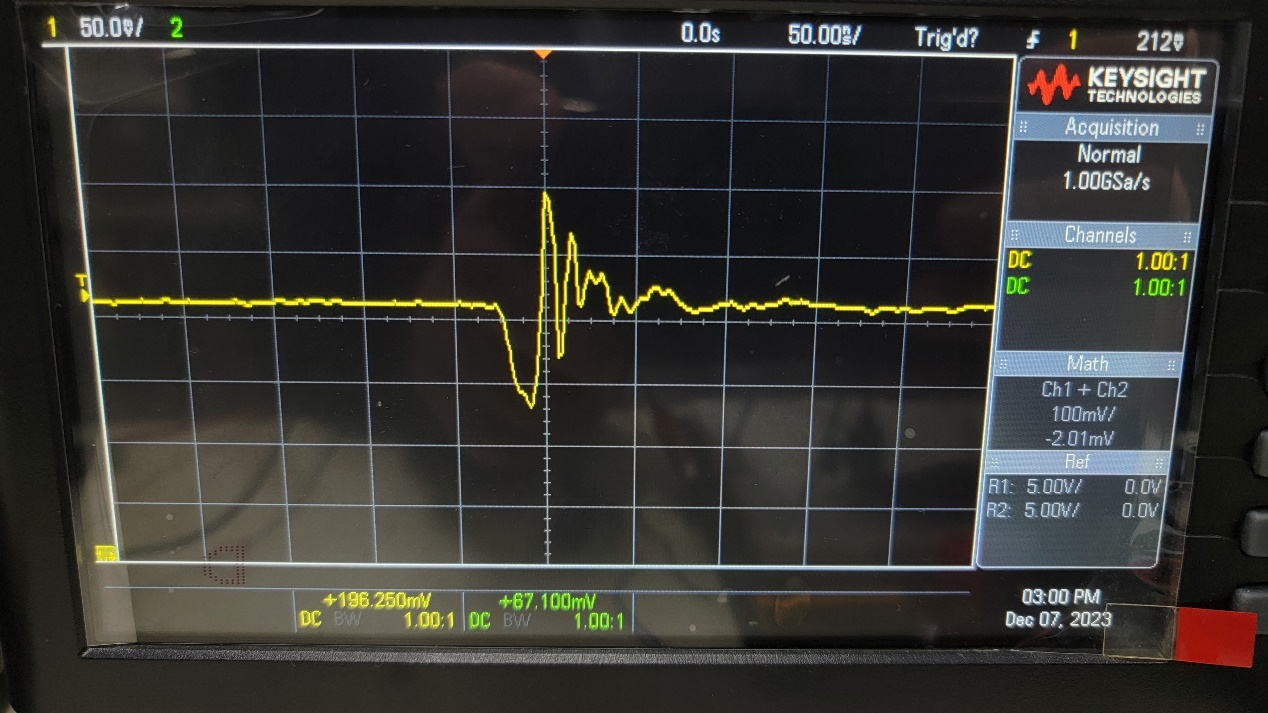 1 50.0mV/ 2 0.0s 50.00ns/ Trig'd? 1 212mV
KEYSIGHT
TECHNOLOGIES
Acquisition
Normal
1.00GSa/s
Channels
DC 1.00:1
DC 1.00:1
T
Math
Ch1 + Ch2
100mV/
-2.01mV
Ref
R1: 5.00V/ 0.0V
R2: 5.00V/ 0.0V
+196.250mV +67.100mV
DC BW 1.00:1 DC BW 1.00:1
03:00 PM
Dec 07, 2023